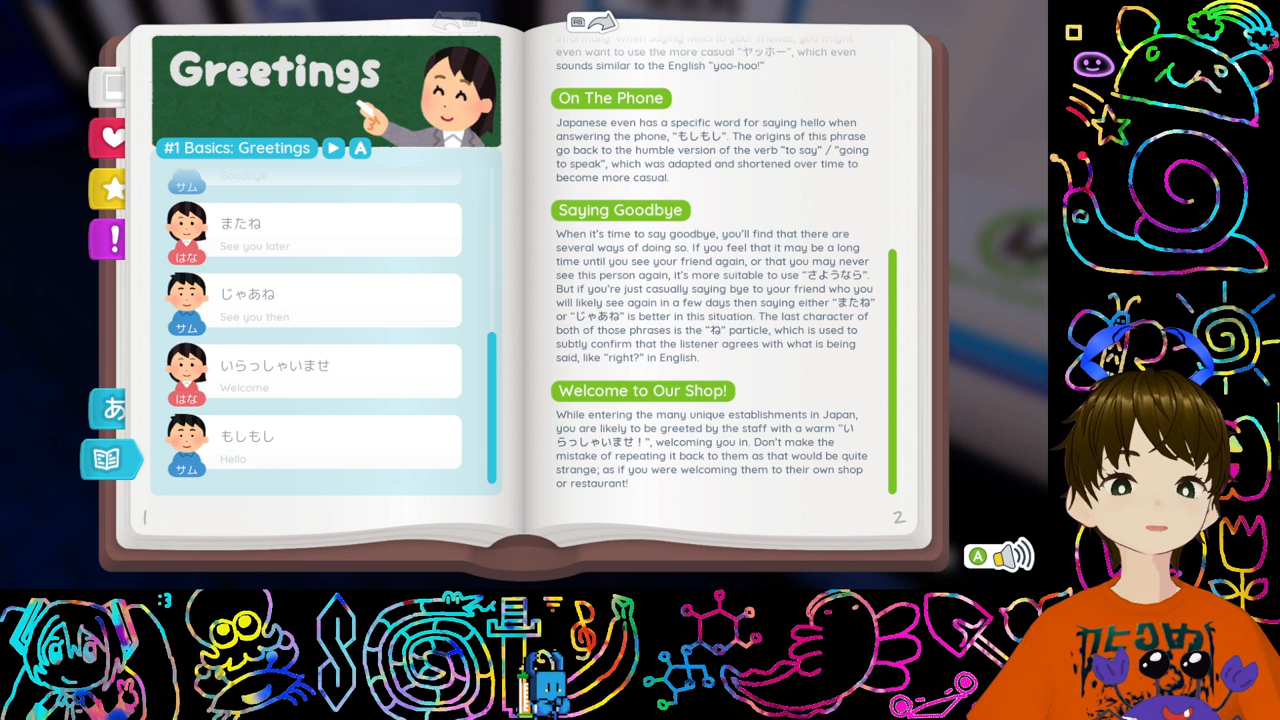 Greetings
#1 Basics: Greetings
A
Goodbye
サム
またね
See you later
はな
じゃあね
See you then
サム
いらっしゃいませ
Welcome
はな
もしもし
Hello
サム
あ
1
informally. When saying hello to your friends, you might
even want to use the more casual "ヤッホー", which even
sounds similar to the English "yoo-hoo!"
On The Phone
Japanese even has a specific word for saying hello when
answering the phone, "もしもし". The origins of this phrase
go back to the humble version of the verb "to say" / "going
to speak", which was adapted and shortened over time to
become more casual.
Saying Goodbye
When it's time to say goodbye, you'll find that there are
several ways of doing so. If you feel that it may be a long
time until you see your friend again, or that you may never
see this person again, it's more suitable to use "さようなら".
But if you're just casually saying bye to your friend who you
will likely see again in a few days then saying either "またね"
or "じゃあね" is better in this situation. The last character of
both of those phrases is the "ね" particle, which is used to
subtly confirm that the listener agrees with what is being
said, like "right?" in English.
Welcome to Our Shop!
While entering the many unique establishments in Japan,
you are likely to be greeted by the staff with a warm "い
らっしゃいませ！", welcoming you in. Don't make the
mistake of repeating it back to them as that would be quite
strange; as if you were welcoming them to their own shop
or restaurant!
2
A
:3